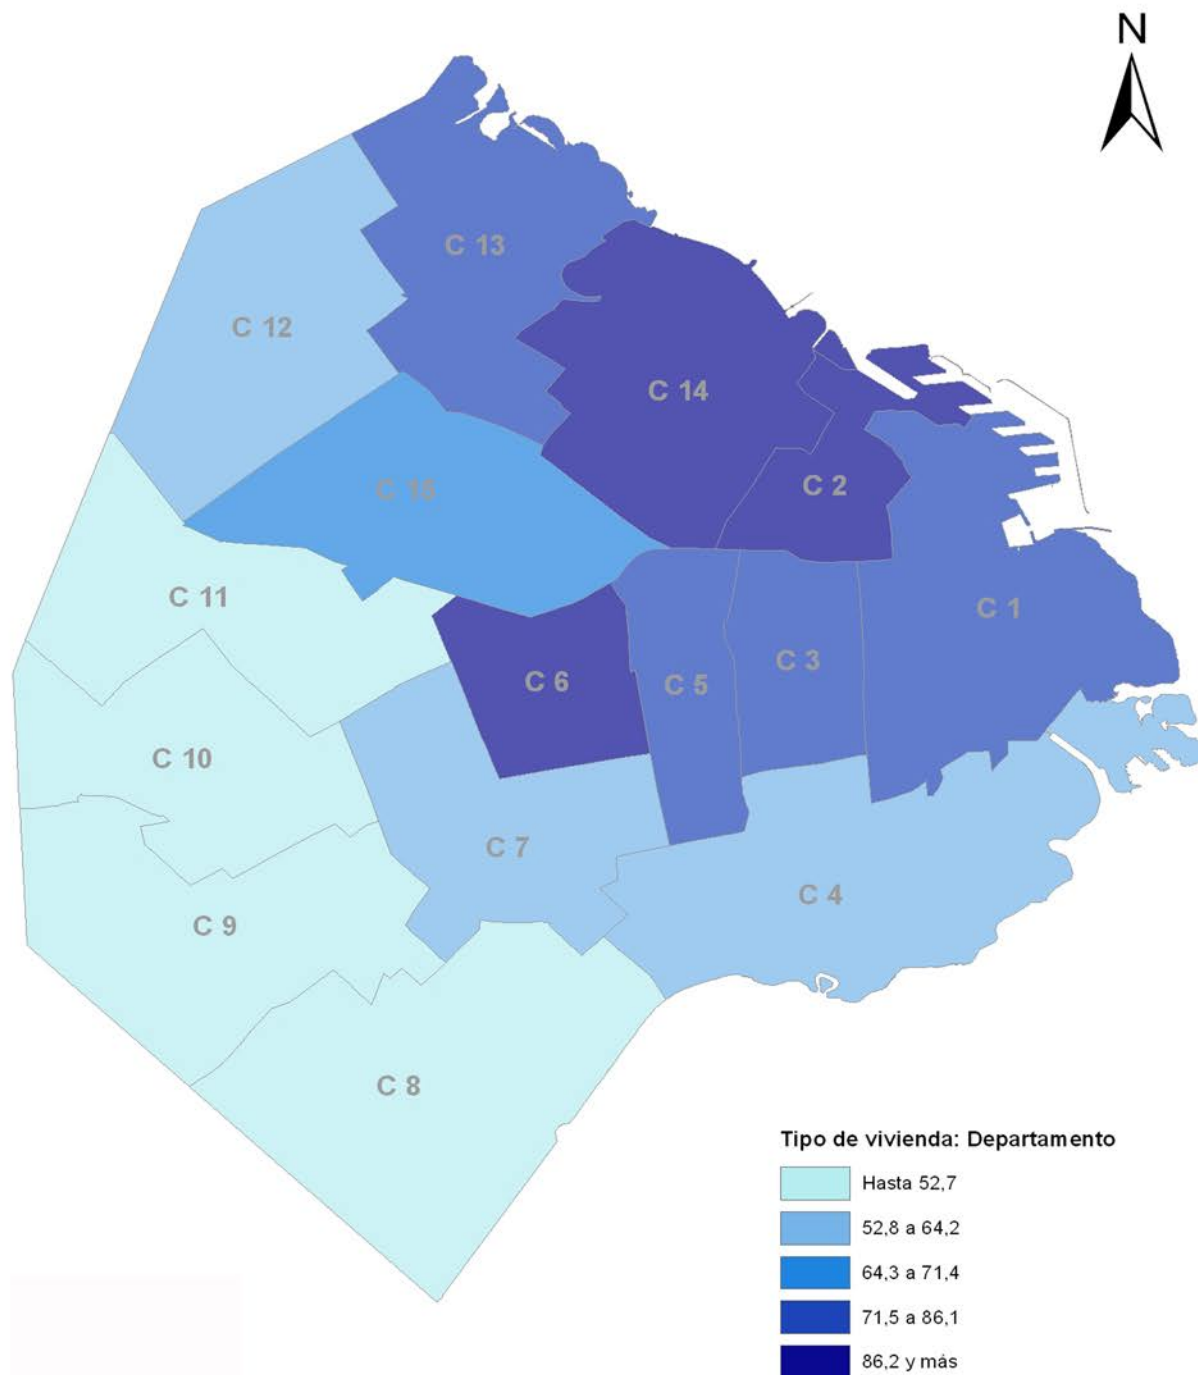 N
C 13
C 12
C 14
C 15
C 2
C 11
C 1
C 3
C 6
C 5
C 10
C 7
C 4
C 9
C 8
Tipo de vivienda: Departamento
Hasta 52,7
52,8 a 64,2
64,3 a 71,4
71,5 a 86,1
86,2 y más